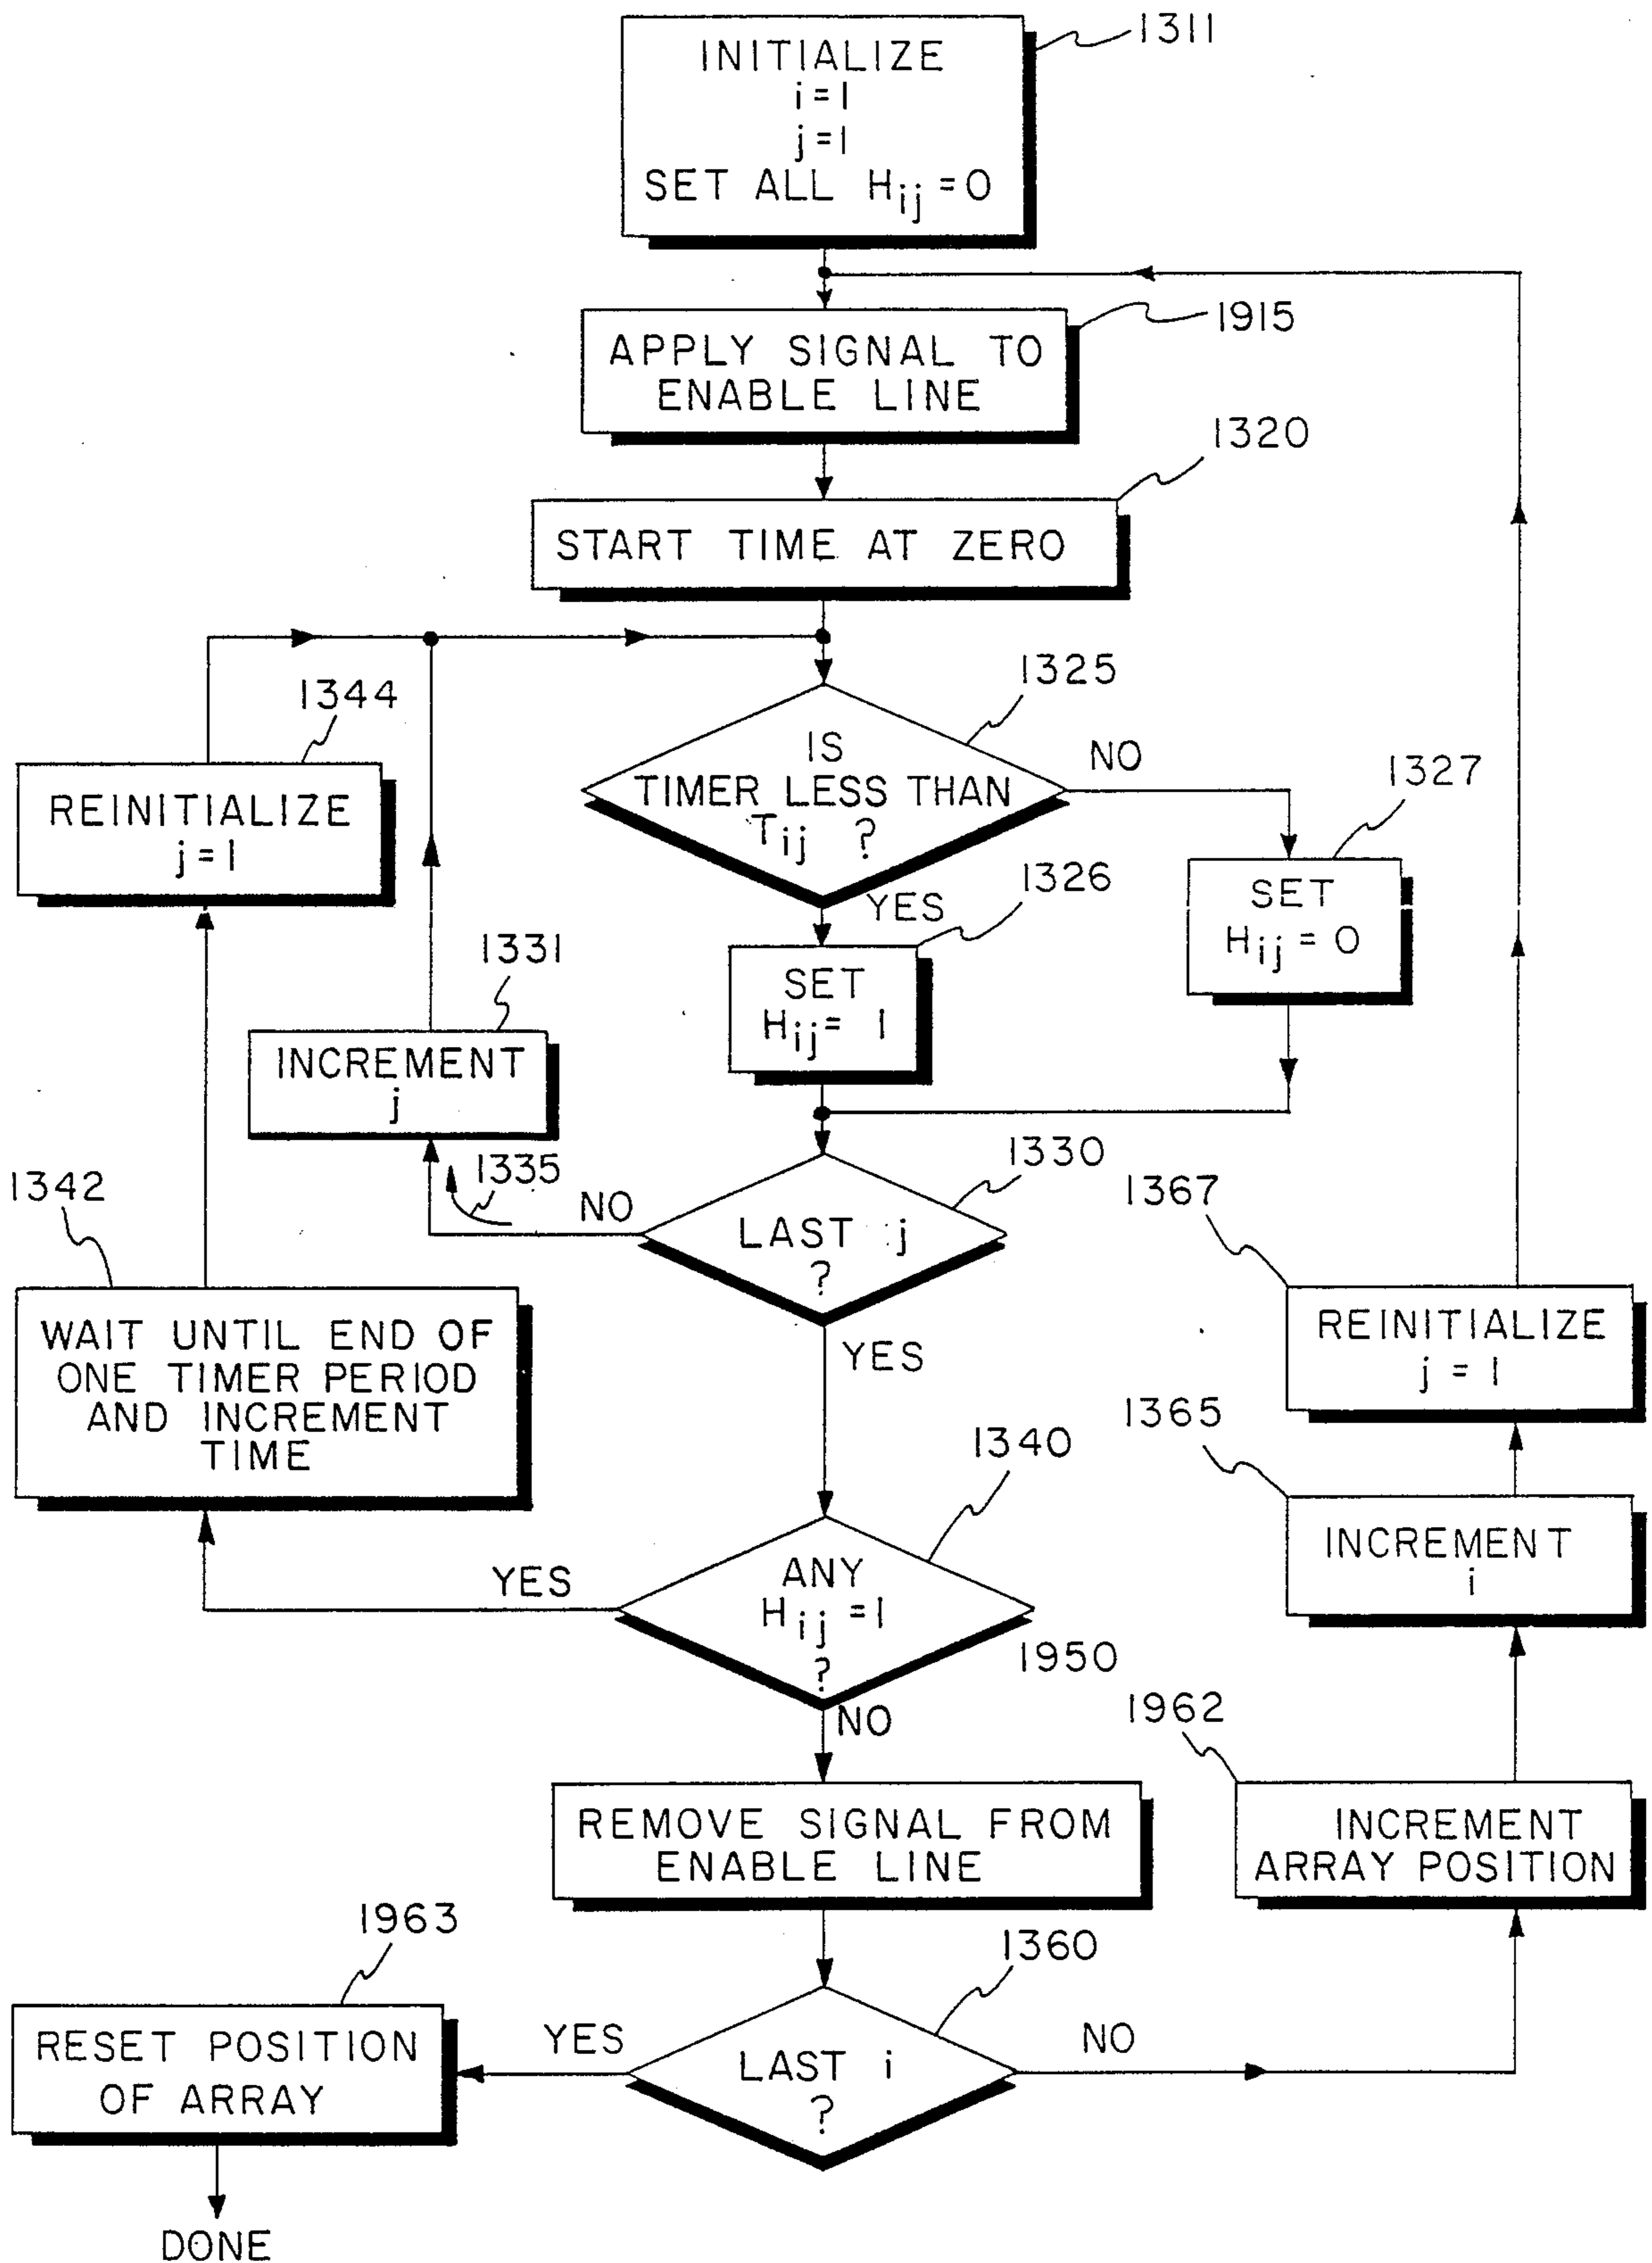 1311
INITIALIZE
i = 1
j = 1
SET ALL Hij = 0
1915
APPLY SIGNAL TO
ENABLE LINE
1320
START TIME AT ZERO
1325
IS
TIMER LESS THAN
Tij ?
NO
YES
1344
REINITIALIZE
j = 1
1327
SET
Hij = 0
1326
SET
Hij = 1
1331
INCREMENT
j
1335
NO
1330
LAST j
?
YES
1342
WAIT UNTIL END OF
ONE TIMER PERIOD
AND INCREMENT
TIME
1367
REINITIALIZE
j = 1
1365
INCREMENT
i
1340
ANY
Hij = 1
?
YES
NO
1950
REMOVE SIGNAL FROM
ENABLE LINE
1962
INCREMENT
ARRAY POSITION
1360
LAST i
?
YES
NO
1963
RESET POSITION
OF ARRAY
DONE